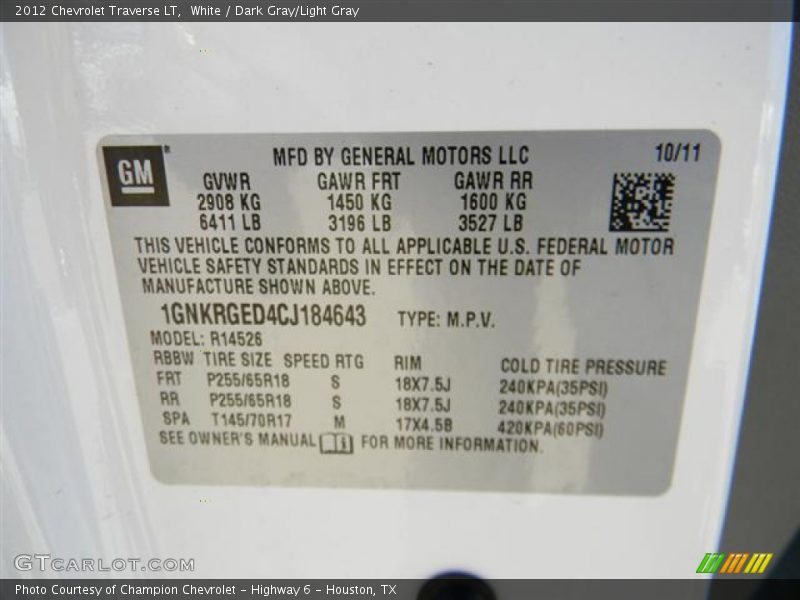 2012 Chevrolet Traverse LT, White / Dark Gray/Light Gray
GM
MFD BY GENERAL MOTORS LLC 10/11
GVWR GAWR FRT GAWR RR
2908 KG 1450 KG 1600 KG
6411 LB 3196 LB 3527 LB
THIS VEHICLE CONFORMS TO ALL APPLICABLE U.S. FEDERAL MOTOR
VEHICLE SAFETY STANDARDS IN EFFECT ON THE DATE OF
MANUFACTURE SHOWN ABOVE.
1GNKRGED4CJ184643 TYPE: M.P.V.
MODEL: R14526
RBBW TIRE SIZE SPEED RTG RIM COLD TIRE PRESSURE
FRT P255/65R18 S 18X7.5J 240KPA(35PSI)
RR P255/65R18 S 18X7.5J 240KPA(35PSI)
SPA T145/70R17 M 17X4.5B 420KPA(60PSI)
SEE OWNER'S MANUAL FOR MORE INFORMATION.
GTCARLOT.COM
Photo Courtesy of Champion Chevrolet - Highway 6 - Houston, TX